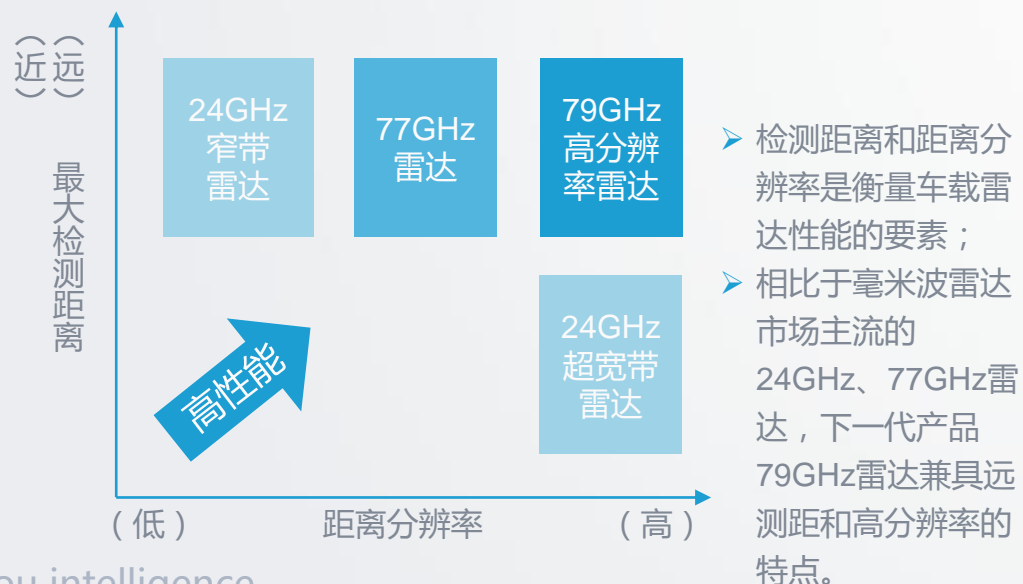 （远）
（近）
最大检测距离
24GHz
窄带
雷达
77GHz
雷达
79GHz
高分辨
率雷达
24GHz
超宽带
雷达
高性能
（低）
距离分辨率
（高）
➢ 检测距离和距离分
辨率是衡量车载雷
达性能的要素；
➢ 相比于毫米波雷达
市场主流的
24GHz、77GHz雷
达，下一代产品
79GHz雷达兼具远
测距和高分辨率的
特点。
ou intelligence